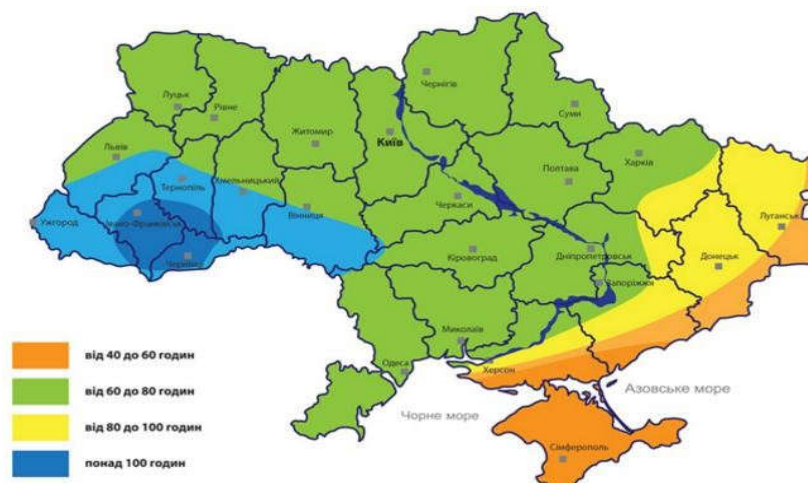 Чернігів
Луцьк
Рівне
Суми
Житомир
Київ
Львів
Харків
Полтава
Тернопіль
Хмельницький
Черкаси
Вінниця
Ужгород
Івано-Франківськ
Луганськ
Кіровоград
Дніпропетровськ
Донецьк
Чернівці
Запоріжжя
Миколаїв
від 40 до 60 годин
Одеса
Херсон
Азовське море
від 60 до 80 годин
Чорне море
від 80 до 100 годин
Сімферополь
понад 100 годин